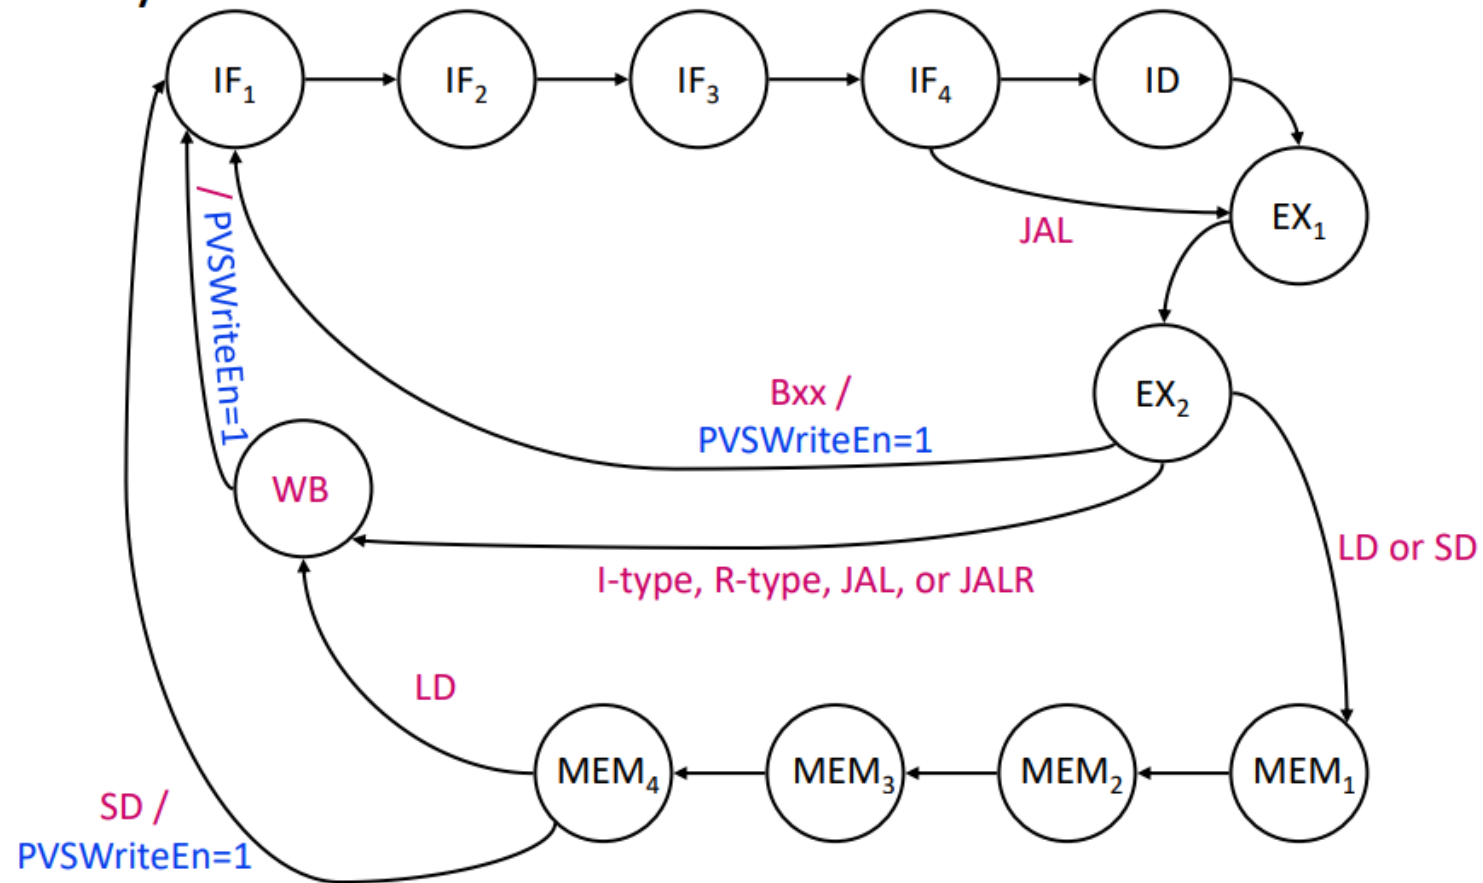 IF₁
IF₂
IF₃
IF₄
ID
EX₁
JAL
/ PVSWriteEn=1
EX₂
Bxx /
PVSWriteEn=1
WB
LD or SD
I-type, R-type, JAL, or JALR
LD
MEM₄
MEM₃
MEM₂
MEM₁
SD /
PVSWriteEn=1